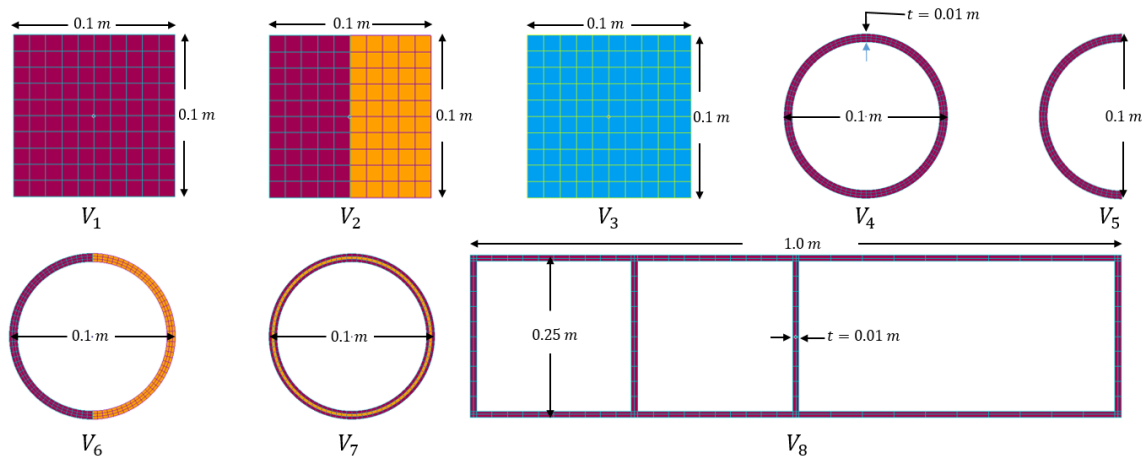 0.1 m
0.1 m
0.1 m
t = 0.01 m
0.1 m
0.1 m
0.1 m
0.1· m
0.1 m
V₁
V₂
V₃
V₄
V₅
1.0 m
0.1· m
0.1· m
0.25 m
t = 0.01 m
V₆
V₇
V₈